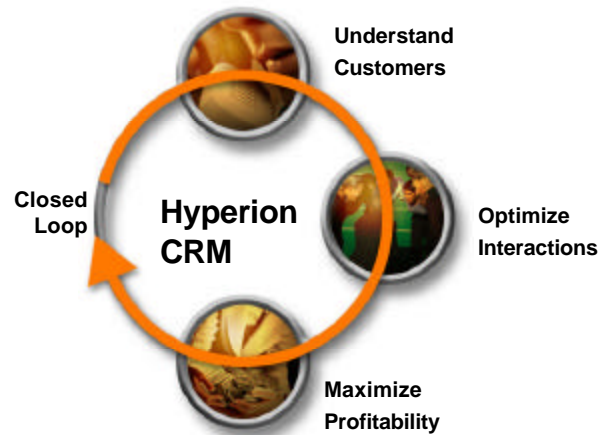 Understand
Customers
Closed
Loop
Hyperion
CRM
Optimize
Interactions
Maximize
Profitability